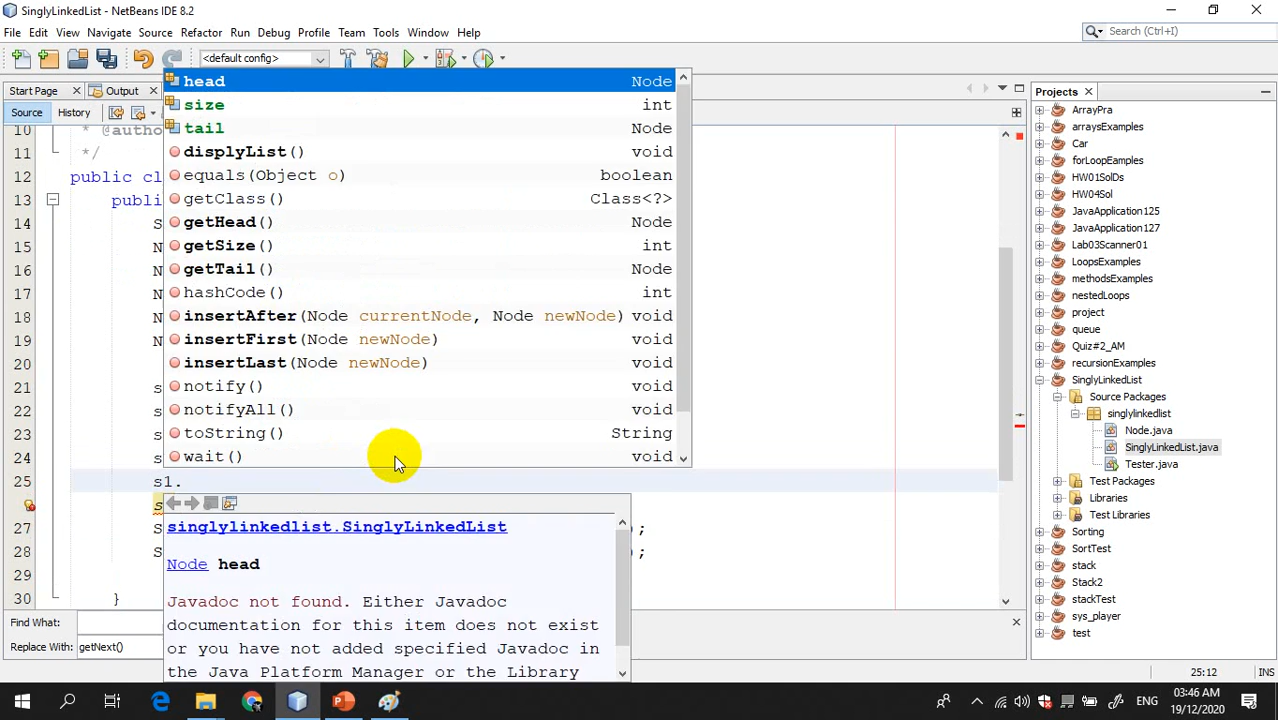 SinglyLinkedList - NetBeans IDE 8.2
File Edit View Navigate Source Refactor Run Debug Profile Team Tools Window Help
Search (Ctrl+I)
<default config>
Start Page Output
Projects
Source History
10 * @autho
11 */
12 public cl
13 public
14 S
15 N
16 N
17 N
18 N
19 N
20
21 s
22 s
23 s
24 s
25 s1.
s
27 S );
28 S );
29
30 }
head Node
size int
tail Node
displyList() void
equals(Object o) boolean
getClass() Class<?>
getHead() Node
getSize() int
getTail() Node
hashCode() int
insertAfter(Node currentNode, Node newNode) void
insertFirst(Node newNode) void
insertLast(Node newNode) void
notify() void
notifyAll() void
toString() String
wait() void
singlylinkedlist.SinglyLinkedList
Node head
Javadoc not found. Either Javadoc
documentation for this item does not exist
or you have not added specified Javadoc in
the Java Platform Manager or the Library
ArrayPra
arraysExamples
Car
forLoopEamples
HW01SolDs
HW04Sol
JavaApplication125
JavaApplication127
Lab03Scanner01
LoopsExamples
methodsExamples
nestedLoops
project
queue
Quiz#2_AM
recursionExamples
SinglyLinkedList
Source Packages
singlylinkedlist
Node.java
SinglyLinkedList.java
Tester.java
Test Packages
Libraries
Test Libraries
Sorting
SortTest
stack
Stack2
stackTest
sys_player
test
Find What:
Replace With: getNext()
25:12
ENG
03:46 AM
19/12/2020